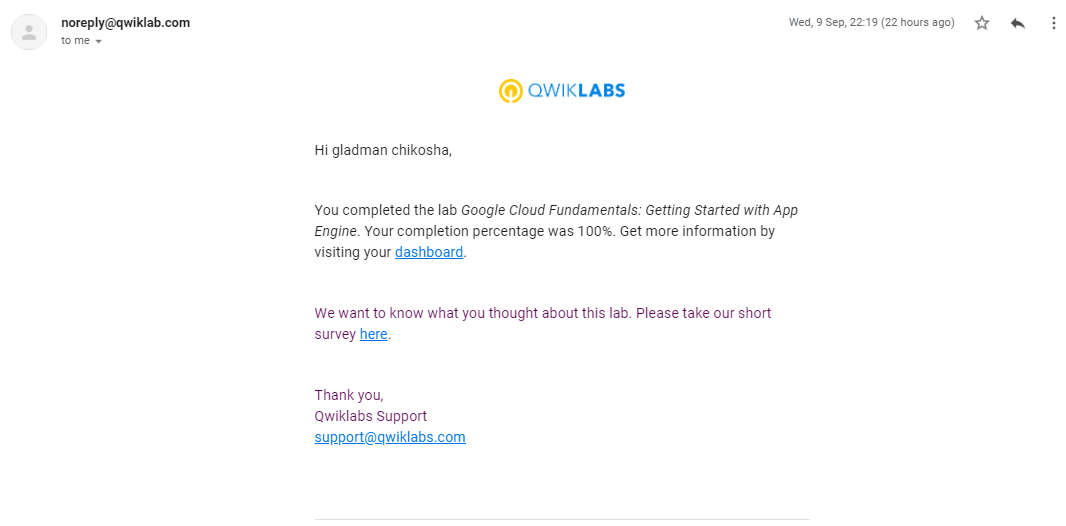 noreply@qwiklab.com
Wed, 9 Sep, 22:19 (22 hours ago)
to me
QWIKLABS
Hi gladman chikosha,
You completed the lab Google Cloud Fundamentals: Getting Started with App
Engine. Your completion percentage was 100%. Get more information by
visiting your dashboard.
We want to know what you thought about this lab. Please take our short
survey here.
Thank you,
Qwiklabs Support
support@qwiklabs.com